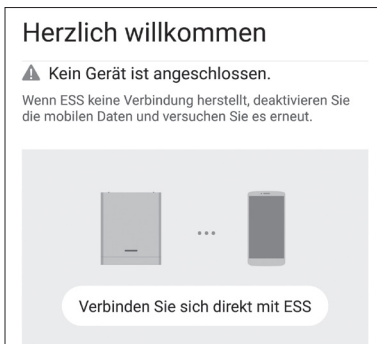 Herzlich willkommen
Kein Gerät ist angeschlossen.
Wenn ESS keine Verbindung herstellt, deaktivieren Sie
die mobilen Daten und versuchen Sie es erneut.
Verbinden Sie sich direkt mit ESS